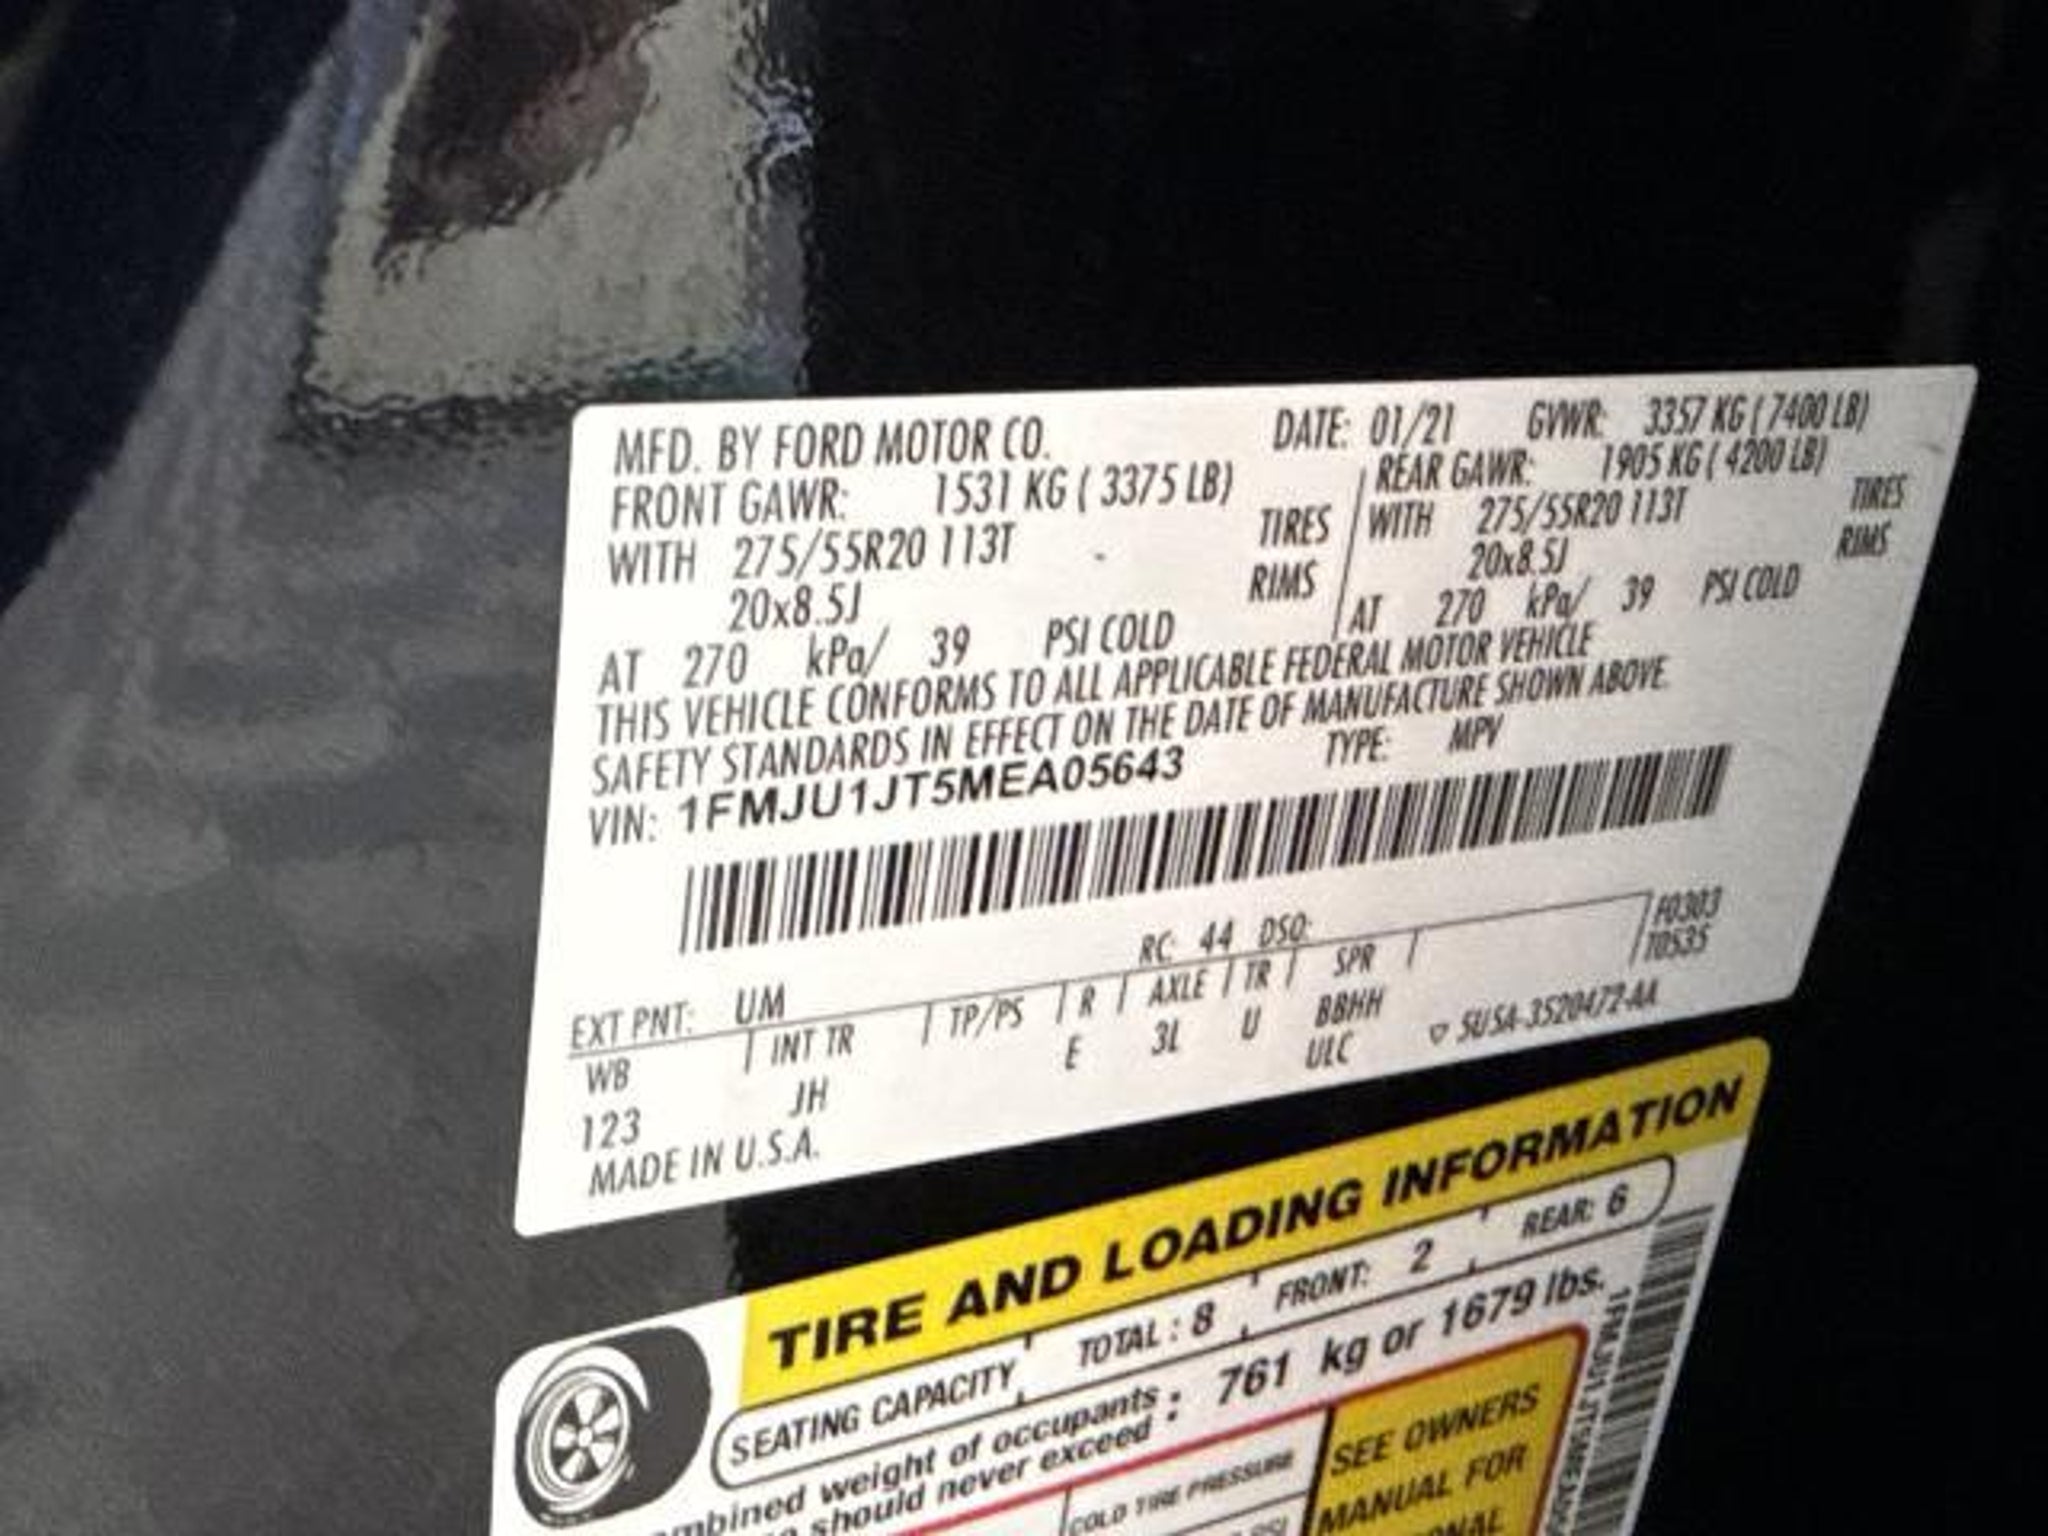 MFD. BY FORD MOTOR CO. DATE: 01/21 GVWR: 3357 KG ( 7400 LB)
FRONT GAWR: 1531 KG ( 3375 LB) REAR GAWR: 1905 KG ( 4200 LB)
WITH 275/55R20 113T TIRES WITH 275/55R20 113T TIRES
20x8.5J RIMS 20x8.5J RIMS
AT 270 kPa/ 39 PSI COLD AT 270 kPa/ 39 PSI COLD
THIS VEHICLE CONFORMS TO ALL APPLICABLE FEDERAL MOTOR VEHICLE
SAFETY STANDARDS IN EFFECT ON THE DATE OF MANUFACTURE SHOWN ABOVE.
VIN: 1FMJU1JT5MEA05643 TYPE: MPV
F0303
RC: 44 DSO: T0535
EXT PNT: UM
WB INT TR TP/PS R AXLE TR SPR
123 JH E 3L U BBHH
ULC
MADE IN U.S.A. ▽ 5U5A-3520472-AA
TIRE AND LOADING INFORMATION
SEATING CAPACITY TOTAL : 8 FRONT: 2 REAR: 6
weight of occupants
should never exceed : 761 kg or 1679 lbs.
COLD TIRE PRESSURE
SEE OWNERS
MANUAL FOR